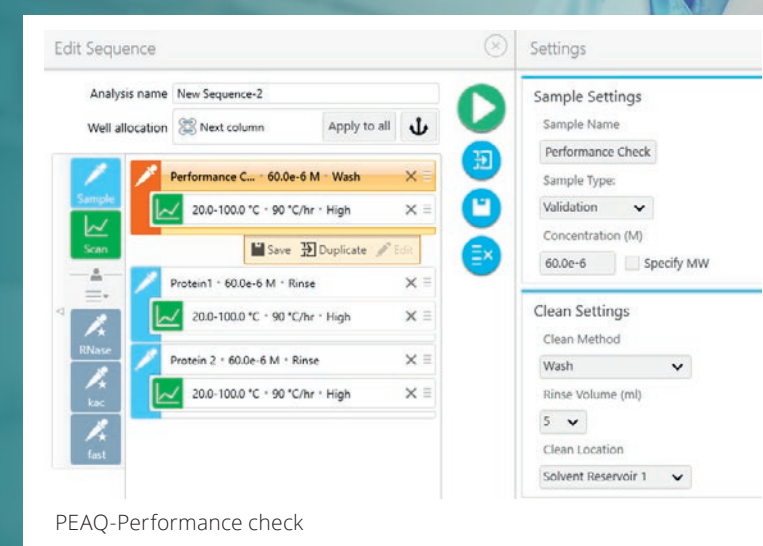 Edit Sequence
Analysis name New Sequence-2
Well allocation Next column Apply to all
Sample
Scan
RNase
kac
fast
Performance C... • 60.0e-6 M • Wash
20.0-100.0 °C • 90 °C/hr • High
Save Duplicate Edit
Protein1 • 60.0e-6 M • Rinse
20.0-100.0 °C • 90 °C/hr • High
Protein 2 • 60.0e-6 M • Rinse
20.0-100.0 °C • 90 °C/hr • High
Settings
Sample Settings
Sample Name
Performance Check
Sample Type:
Validation
Concentration (M)
60.0e-6 Specify MW
Clean Settings
Clean Method
Wash
Rinse Volume (ml)
5
Clean Location
Solvent Reservoir 1
PEAQ-Performance check